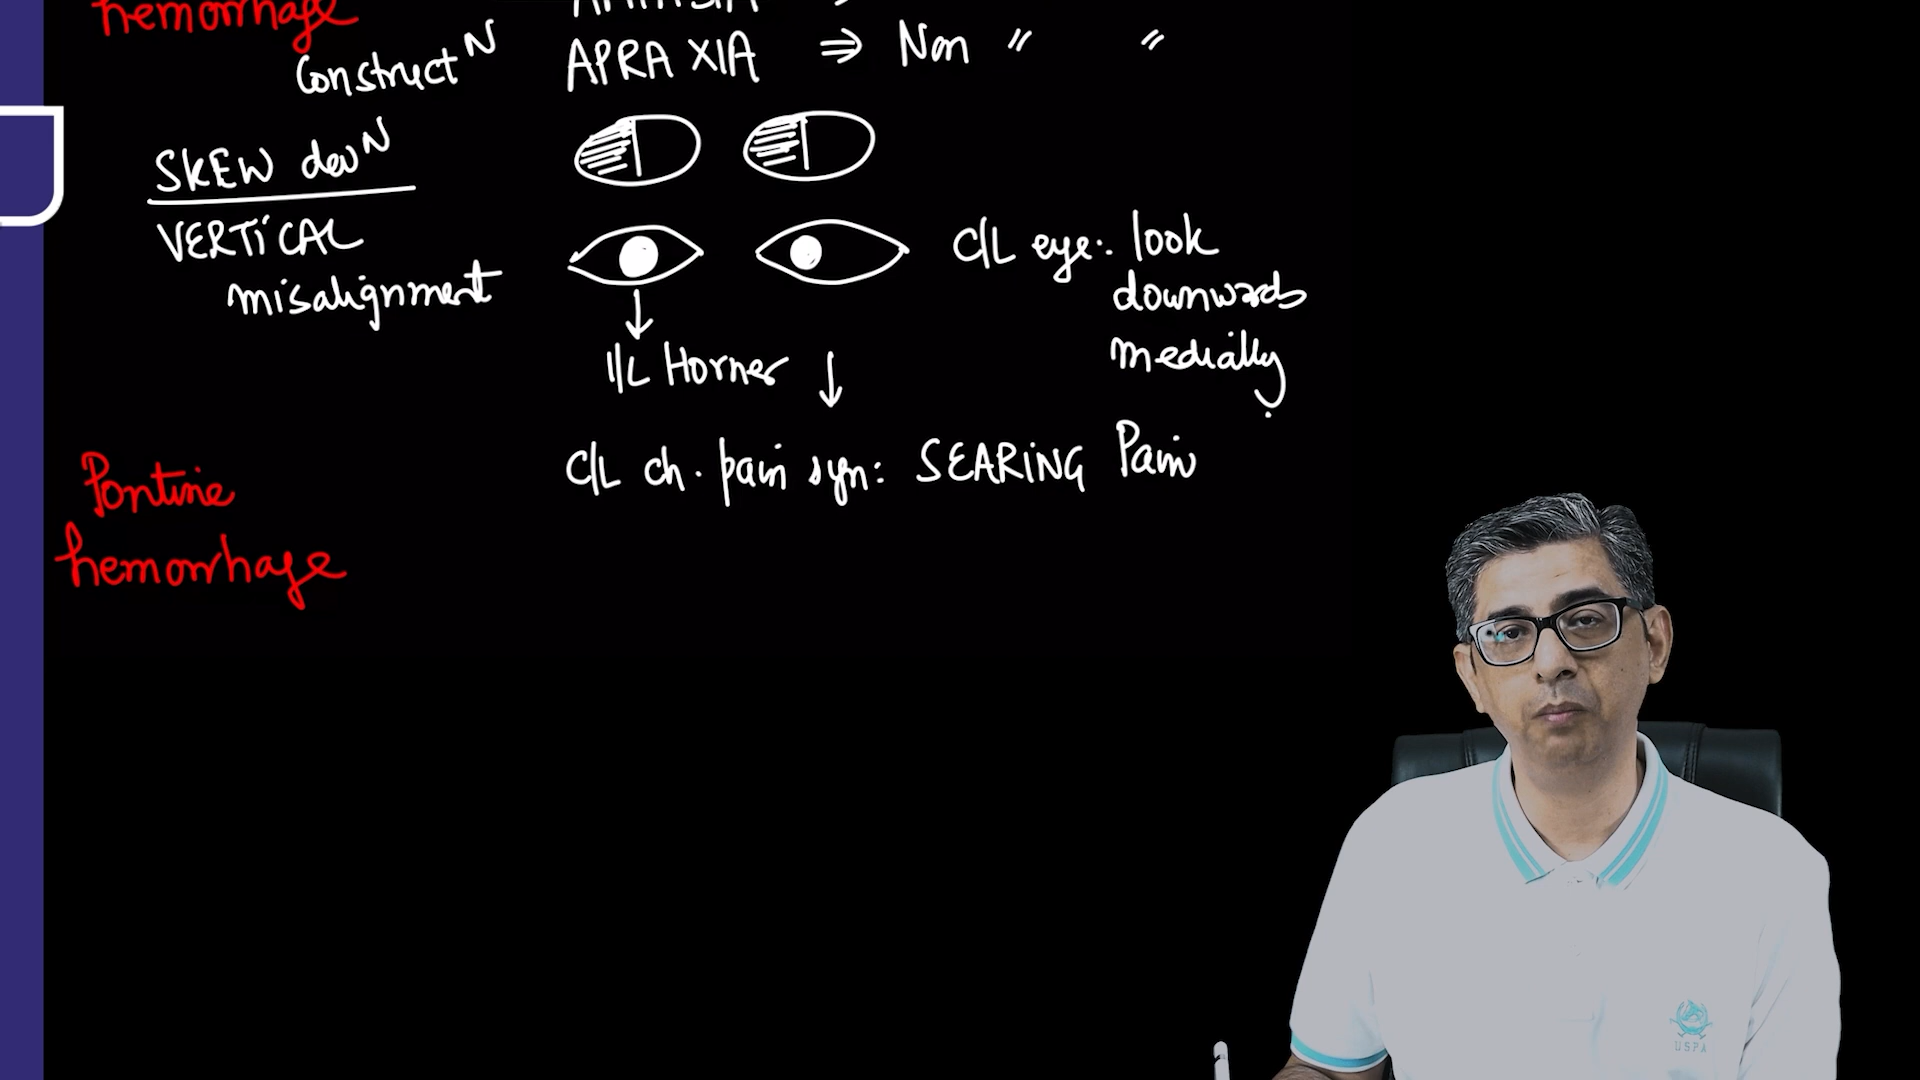 hemorrhage
APHASIA
Construct^N APRAXIA ⇒ Non " "
SKEW dev^N
VERTICAL
misalignment
C/L eye:. look
downwards
medially
I/L Horner
C/L ch. pain syn: SEARING Pain
Pontine
hemorrhage
USPA